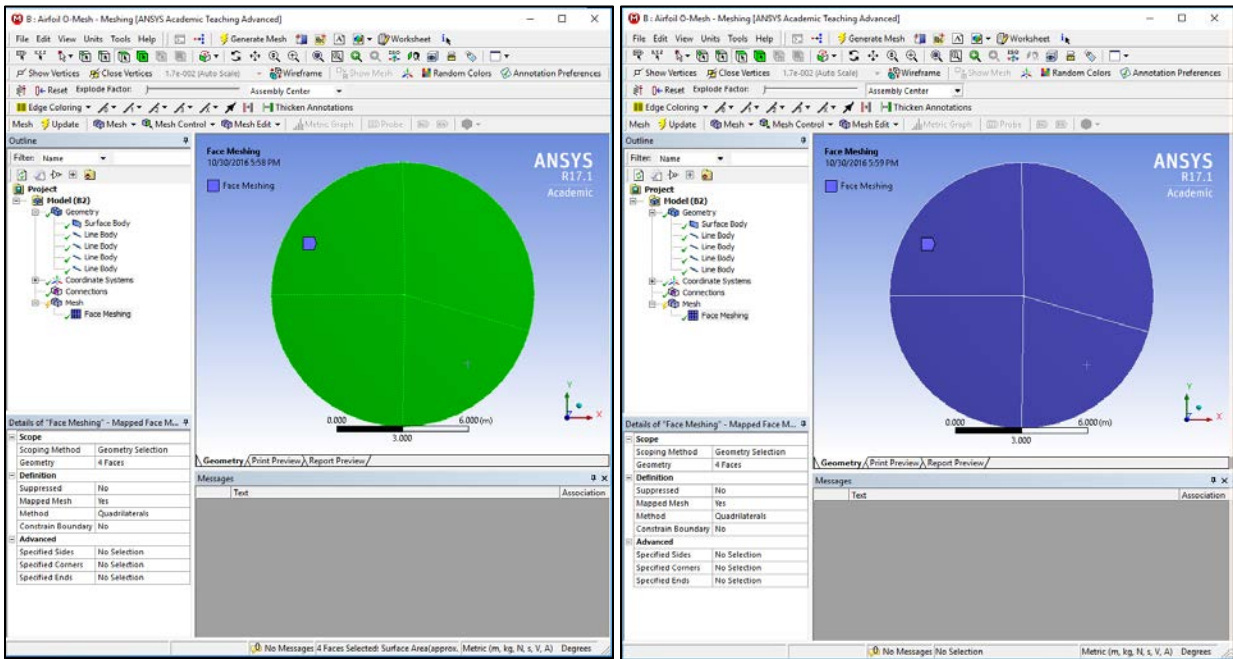 B : Airfoil O-Mesh - Meshing [ANSYS Academic Teaching Advanced]
File Edit View Units Tools Help Generate Mesh Worksheet
Show Vertices Close Vertices 1.7e-002 (Auto Scale) Wireframe Show Mesh Random Colors Annotation Preferences
Reset Explode Factor: Assembly Center
Edge Coloring Thicken Annotations
Mesh Update Mesh Mesh Control Mesh Edit Metric Graph Probe
Outline
Filter: Name
Project
Model (B2)
Geometry
Surface Body
Line Body
Line Body
Line Body
Line Body
Coordinate Systems
Connections
Mesh
Face Meshing
Face Meshing
10/30/2016 5:58 PM
Face Meshing
ANSYS
R17.1
Academic
0.000 6.000 (m)
3.000
Y
X
Details of "Face Meshing" - Mapped Face M...
Scope
Scoping Method Geometry Selection
Geometry 4 Faces
Definition
Suppressed No
Mapped Mesh Yes
Method Quadrilaterals
Constrain Boundary No
Advanced
Specified Sides No Selection
Specified Corners No Selection
Specified Ends No Selection
Geometry Print Preview Report Preview
Messages
Text Association
No Messages 4 Faces Selected: Surface Area(approx. Metric (m, kg, N, s, V, A) Degrees
B : Airfoil O-Mesh - Meshing [ANSYS Academic Teaching Advanced]
File Edit View Units Tools Help Generate Mesh Worksheet
Show Vertices Close Vertices 1.7e-002 (Auto Scale) Wireframe Show Mesh Random Colors Annotation Preferences
Reset Explode Factor: Assembly Center
Edge Coloring Thicken Annotations
Mesh Update Mesh Mesh Control Mesh Edit Metric Graph Probe
Outline
Filter: Name
Project
Model (B2)
Geometry
Surface Body
Line Body
Line Body
Line Body
Line Body
Coordinate Systems
Connections
Mesh
Face Meshing
Face Meshing
10/30/2016 5:59 PM
Face Meshing
ANSYS
R17.1
Academic
0.000 6.000 (m)
3.000
Y
X
Details of "Face Meshing" - Mapped Face M...
Scope
Scoping Method Geometry Selection
Geometry 4 Faces
Definition
Suppressed No
Mapped Mesh Yes
Method Quadrilaterals
Constrain Boundary No
Advanced
Specified Sides No Selection
Specified Corners No Selection
Specified Ends No Selection
Geometry Print Preview Report Preview
Messages
Text Association
No Messages No Selection Metric (m, kg, N, s, V, A) Degrees